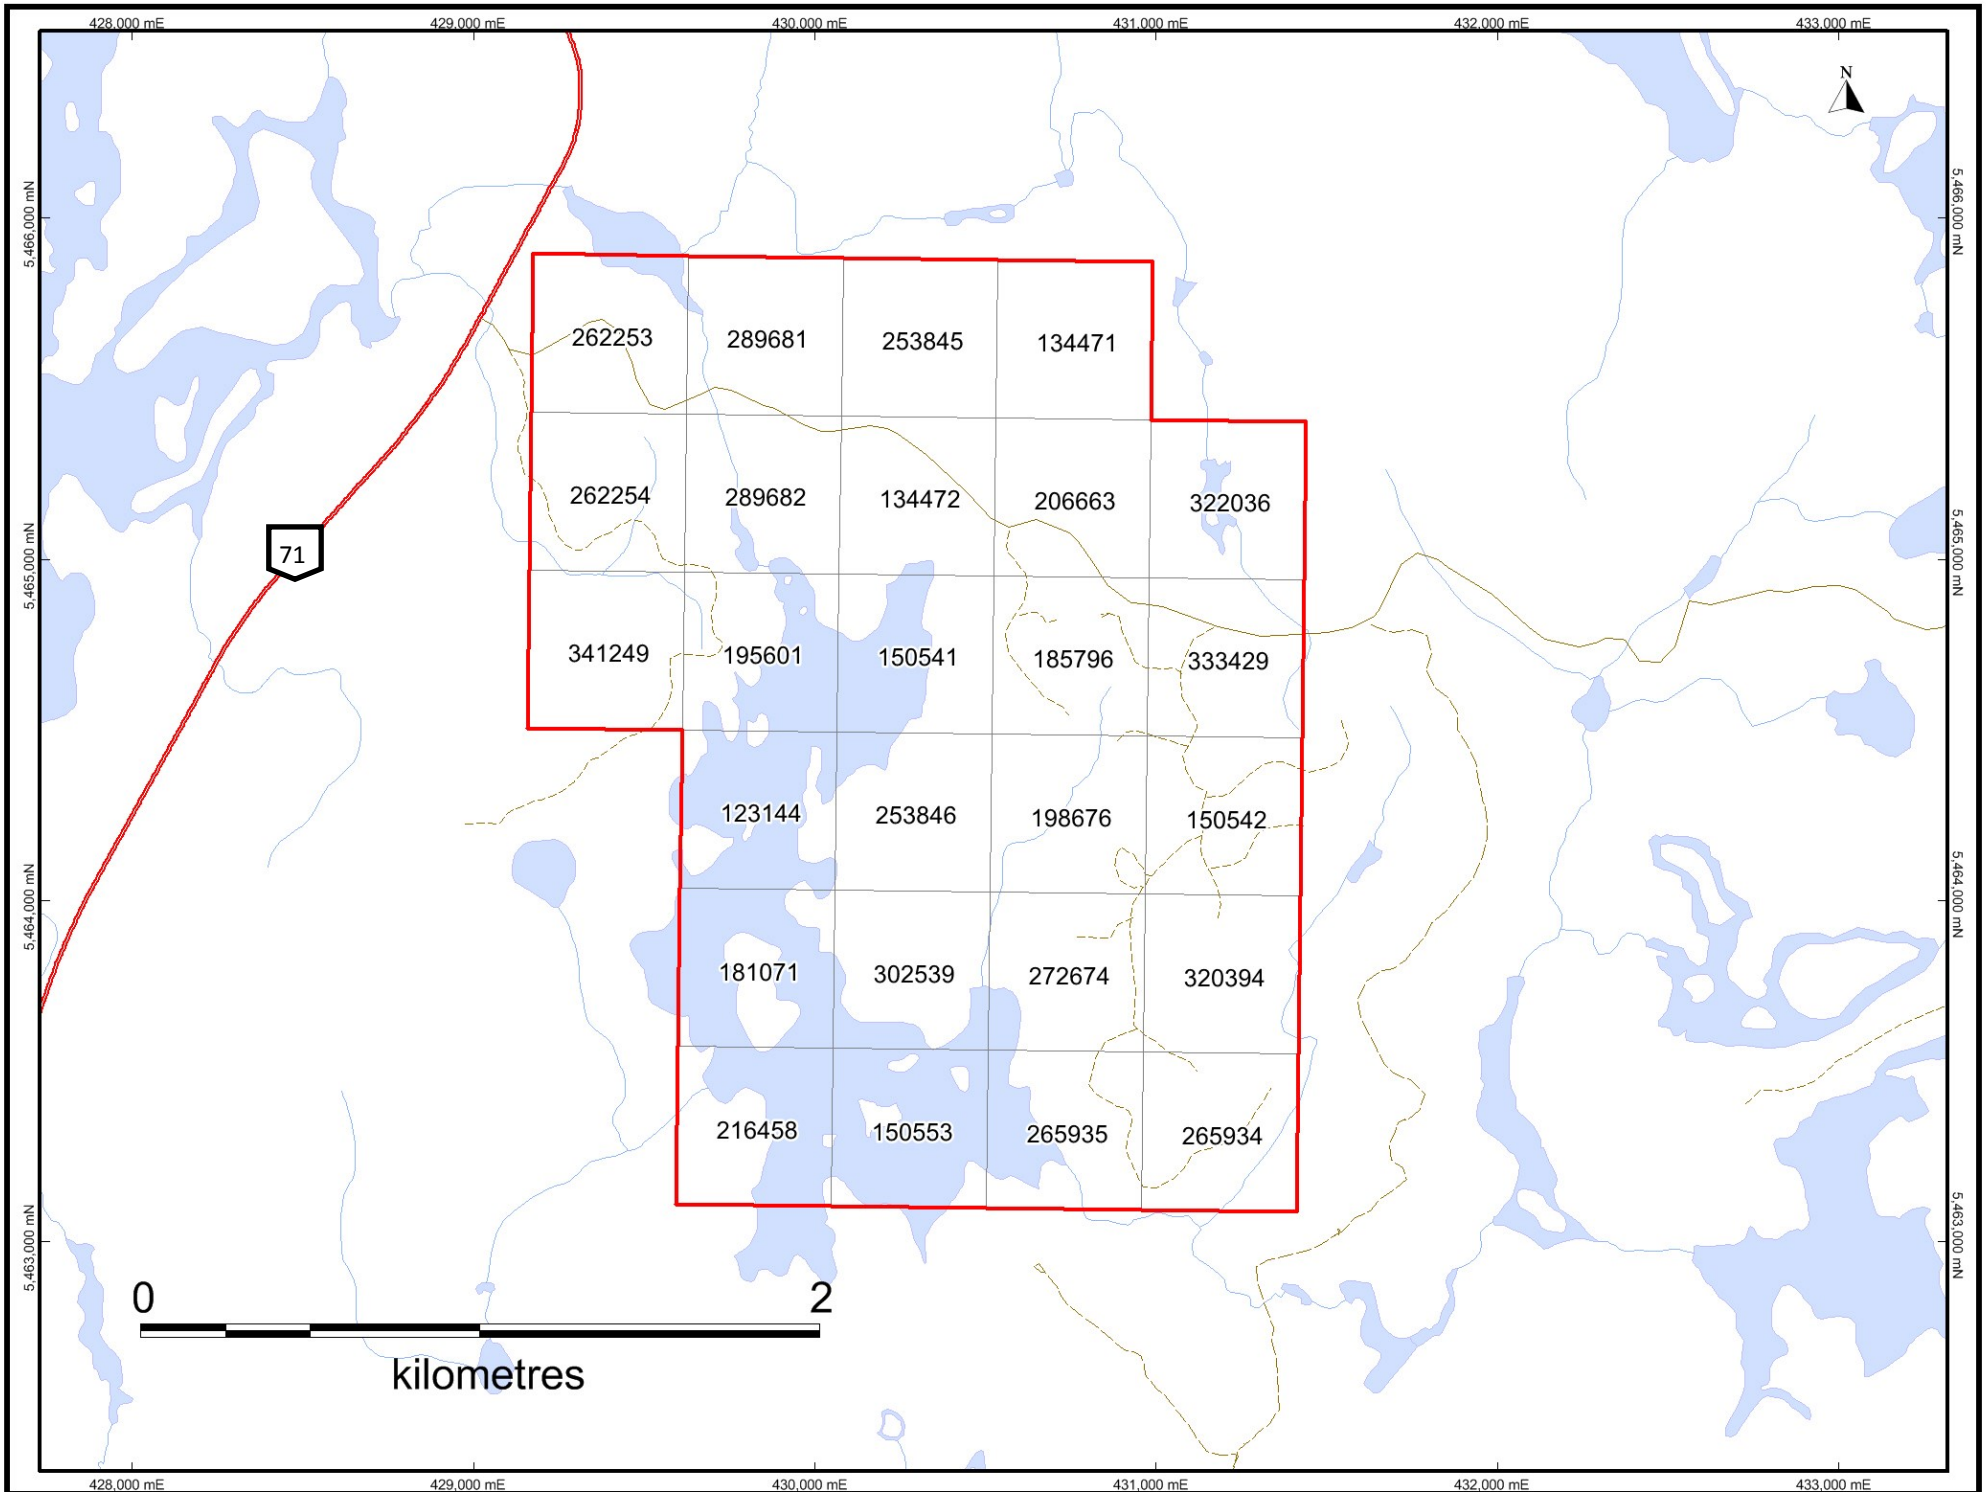 428,000 mE 429,000 mE 430,000 mE 431,000 mE 432,000 mE 433,000 mE
N
5,466,000 mN 5,466,000 mN
262253 289681 253845 134471
262254 289682 134472 206663 322036
71
5,465,000 mN 5,465,000 mN
341249 195601 150541 185796 333429
123144 253846 198676 150542
5,464,000 mN 5,464,000 mN
181071 302539 272674 320394
216458 150553 265935 265934
5,463,000 mN 5,463,000 mN
0 2
kilometres
428,000 mE 429,000 mE 430,000 mE 431,000 mE 432,000 mE 433,000 mE